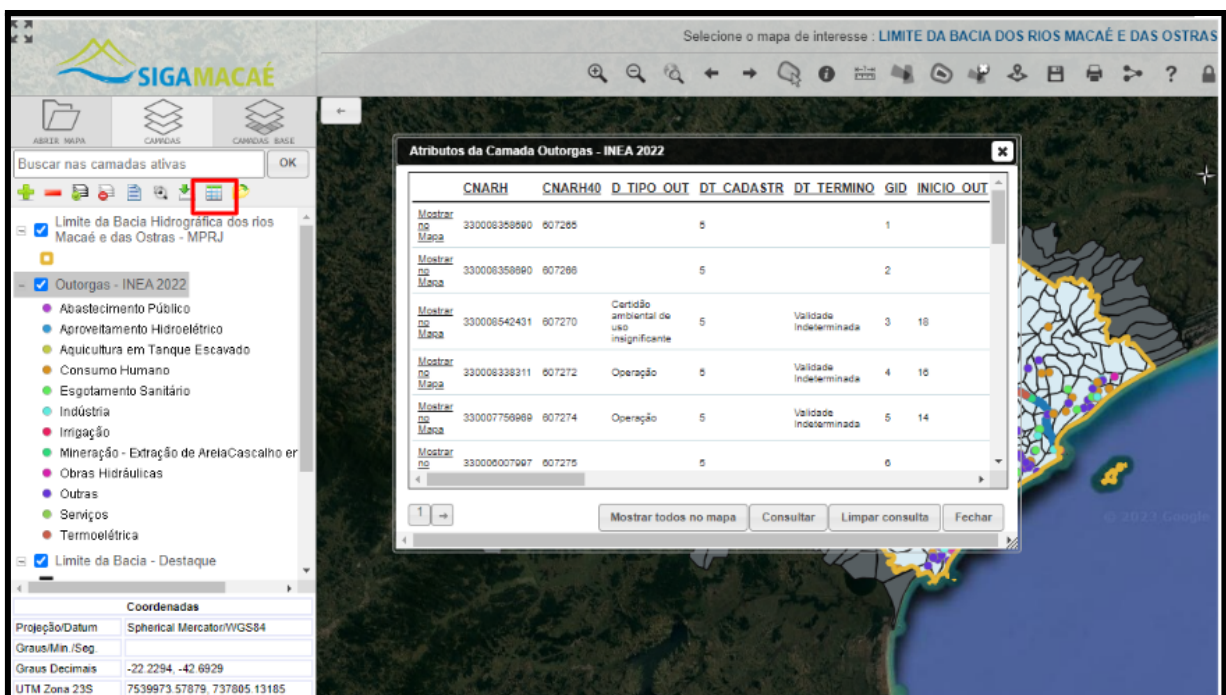 Selecione o mapa de interesse : LIMITE DA BACIA DOS RIOS MACAÉ E DAS OSTRAS
SIGAMACAÉ
ABRIR MAPA
CAMADAS
CAMADAS BASE
Buscar nas camadas ativas
OK
Limite da Bacia Hidrográfica dos rios
Macaé e das Ostras - MPRJ
Outorgas - INEA 2022
Abastecimento Público
Aproveitamento Hidroelétrico
Aquicultura em Tanque Escavado
Consumo Humano
Esgotamento Sanitário
Indústria
Irrigação
Mineração - Extração de AreiaCascalho er
Obras Hidráulicas
Outras
Serviços
Termoelétrica
Limite da Bacia - Destaque
Coordenadas
Projeção/Datum Spherical Mercator/WGS84
Graus/Min./Seg.
Graus Decimais -22.2294, -42.6929
UTM Zona 23S 7539973.57879, 737805.13185
Atributos da Camada Outorgas - INEA 2022
CNARH CNARH40 D_TIPO_OUT DT_CADASTR DT_TERMINO GID INICIO_OUT
Mostrar no Mapa 330008358690 607265 5 1
Mostrar no Mapa 330008358690 607266 5 2
Mostrar no Mapa 330008542431 607270 Certidão ambiental de uso insignificante 5 Validade Indeterminada 3 18
Mostrar no Mapa 330008338311 607272 Operação 5 Validade Indeterminada 4 16
Mostrar no Mapa 330007756989 607274 Operação 5 Validade Indeterminada 5 14
Mostrar no 330006007997 607275 5 6
1
Mostrar todos no mapa Consultar Limpar consulta Fechar
© 2023 Google